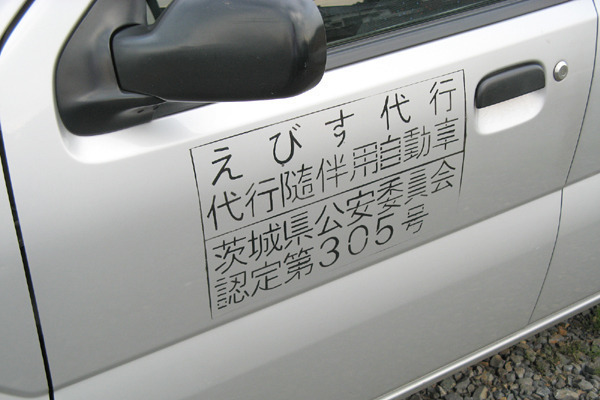 えびす代行
代行随伴用自動車
茨城県公安委員会
認定第305号